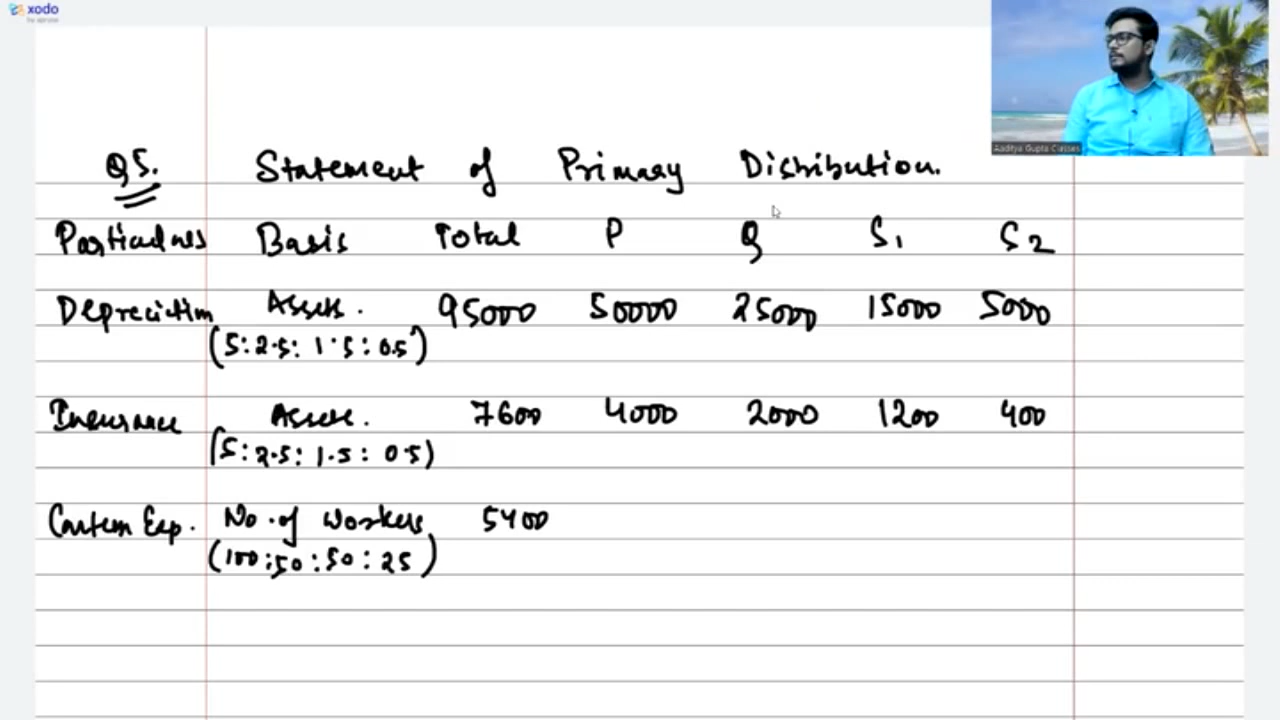 xodo
Aaditya Gupta Classes
Q5. Statement of Primary Distribution.
Particulars Basis Total P Q S1 S2
Depreciation Assets. 95000 50000 25000 15000 5000
(5:2.5: 1.5:0.5)
Insurance Assets. 7600 4000 2000 1200 400
(5:2.5:1.5: 0.5)
Canteen Exp. No. of workers 5400
(100:50:50:25)